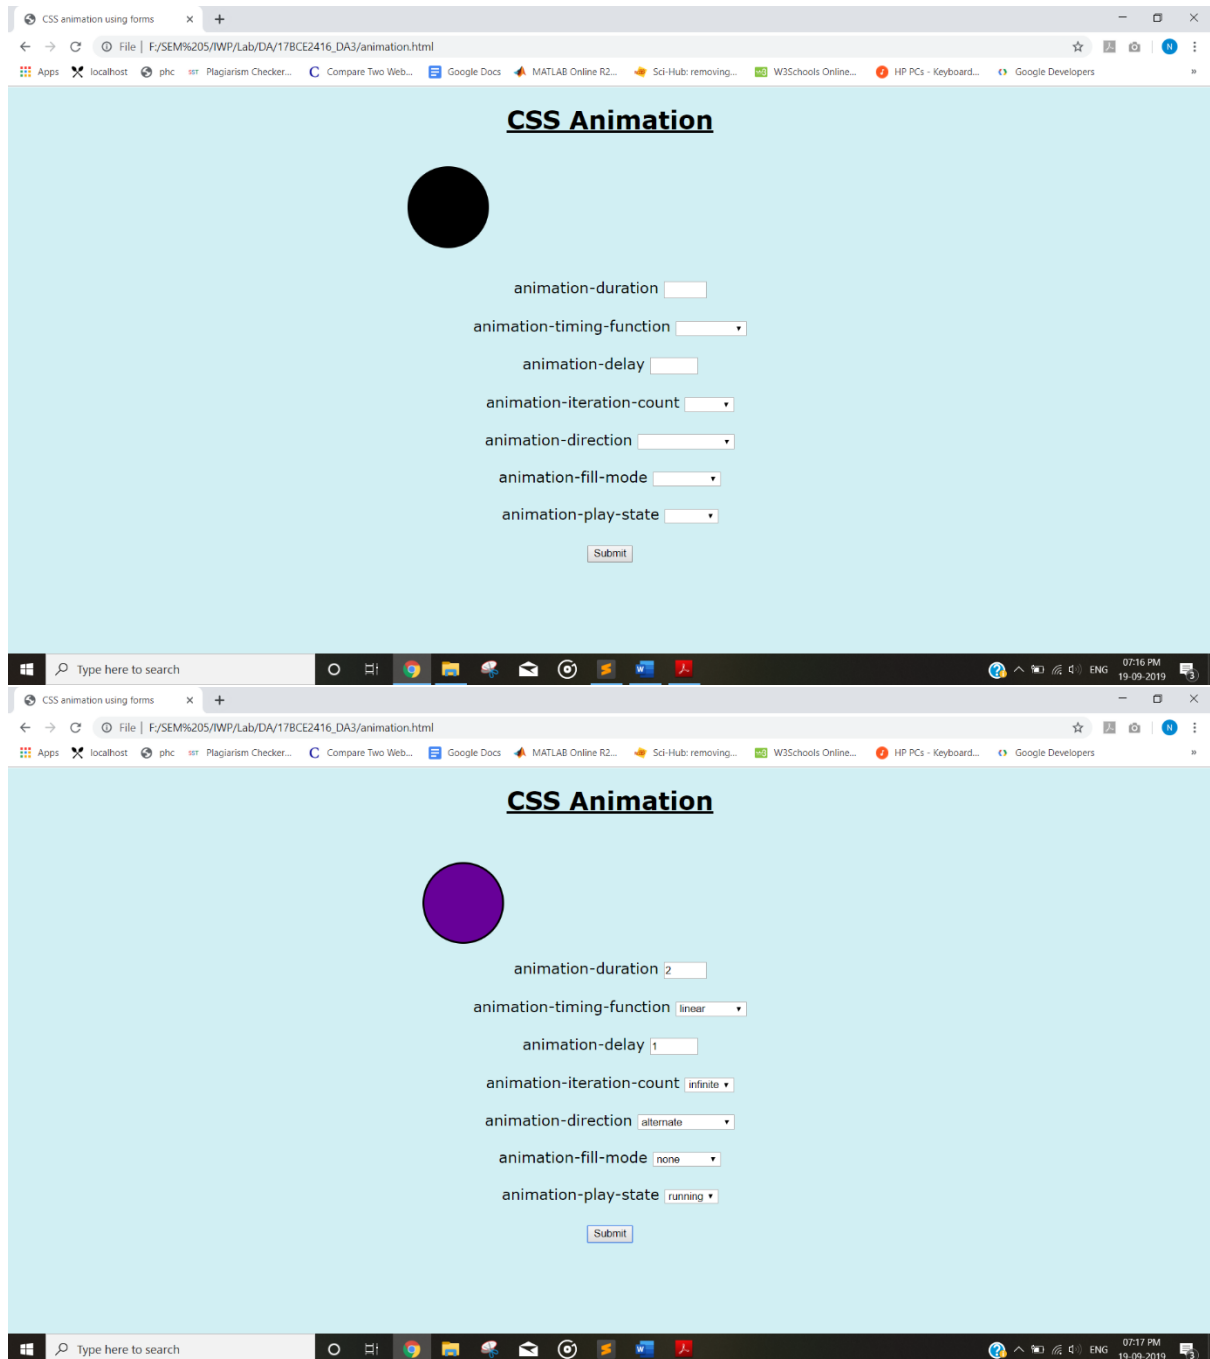 CSS animation using forms
File | F:/SEM%205/IWP/Lab/DA/17BCE2416_DA3/animation.html
N
Apps localhost phc SST Plagiarism Checker... C Compare Two Web... Google Docs MATLAB Online R2... Sci-Hub: removing... W3Schools Online... HP PCs - Keyboard... Google Developers »
CSS Animation
animation-duration
animation-timing-function
animation-delay
animation-iteration-count
animation-direction
animation-fill-mode
animation-play-state
Submit
Type here to search
ENG
07:16 PM
19-09-2019
3
CSS animation using forms
File | F:/SEM%205/IWP/Lab/DA/17BCE2416_DA3/animation.html
N
Apps localhost phc SST Plagiarism Checker... C Compare Two Web... Google Docs MATLAB Online R2... Sci-Hub: removing... W3Schools Online... HP PCs - Keyboard... Google Developers »
CSS Animation
animation-duration 2
animation-timing-function linear
animation-delay 1
animation-iteration-count infinite
animation-direction alternate
animation-fill-mode none
animation-play-state running
Submit
Type here to search
ENG
07:17 PM
19-09-2019
3